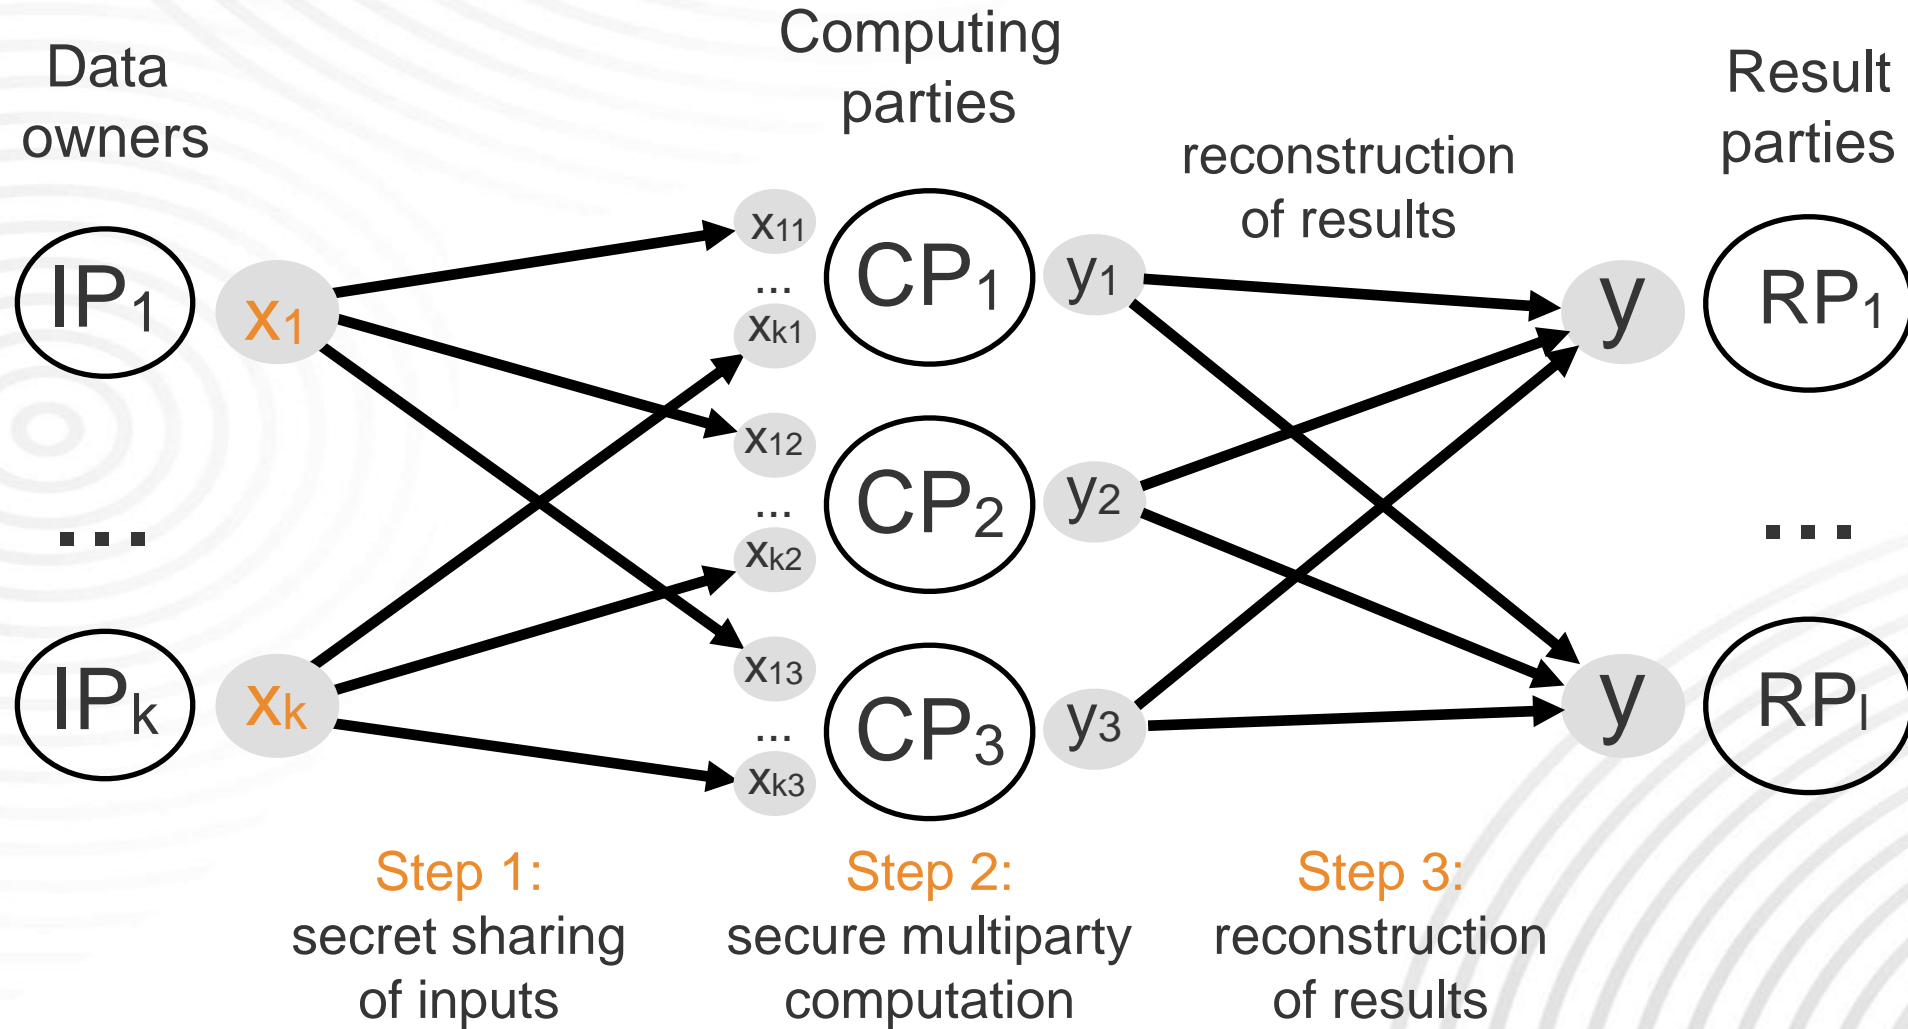 Data
owners
Computing
parties
Result
parties
reconstruction
of results
IP1
x1
x11
...
xk1
CP1
y1
y
RP1
...
x12
...
xk2
CP2
y2
...
IPk
xk
x13
...
xk3
CP3
y3
y
RPl
Step 1:
secret sharing
of inputs
Step 2:
secure multiparty
computation
Step 3:
reconstruction
of results